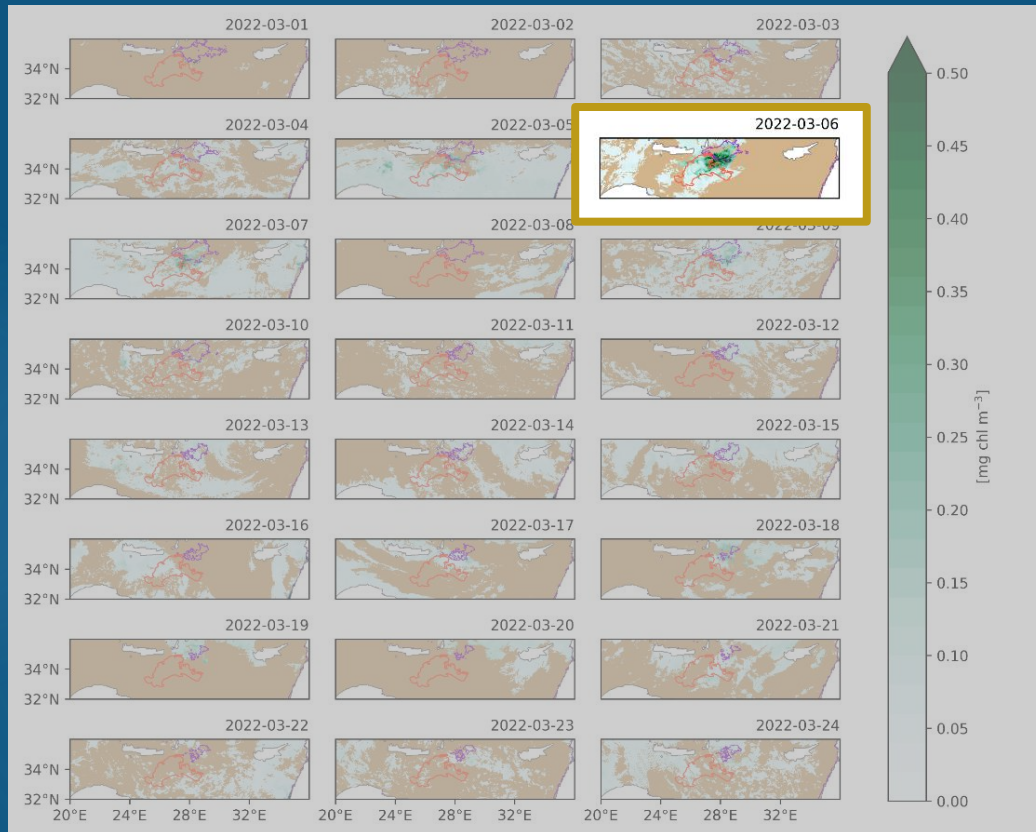 2022-03-01 2022-03-02 2022-03-03
34°N
32°N
2022-03-04 2022-03-05 2022-03-06
34°N
32°N
2022-03-07 2022-03-08 2022-03-09
34°N
32°N
2022-03-10 2022-03-11 2022-03-12
34°N
32°N
2022-03-13 2022-03-14 2022-03-15
34°N
32°N
2022-03-16 2022-03-17 2022-03-18
34°N
32°N
2022-03-19 2022-03-20 2022-03-21
34°N
32°N
2022-03-22 2022-03-23 2022-03-24
34°N
32°N
20°E 24°E 28°E 32°E 20°E 24°E 28°E 32°E 20°E 24°E 28°E 32°E
0.50
0.45
0.40
0.35
0.30
0.25
0.20
0.15
0.10
0.05
0.00
[mg chl m⁻³]